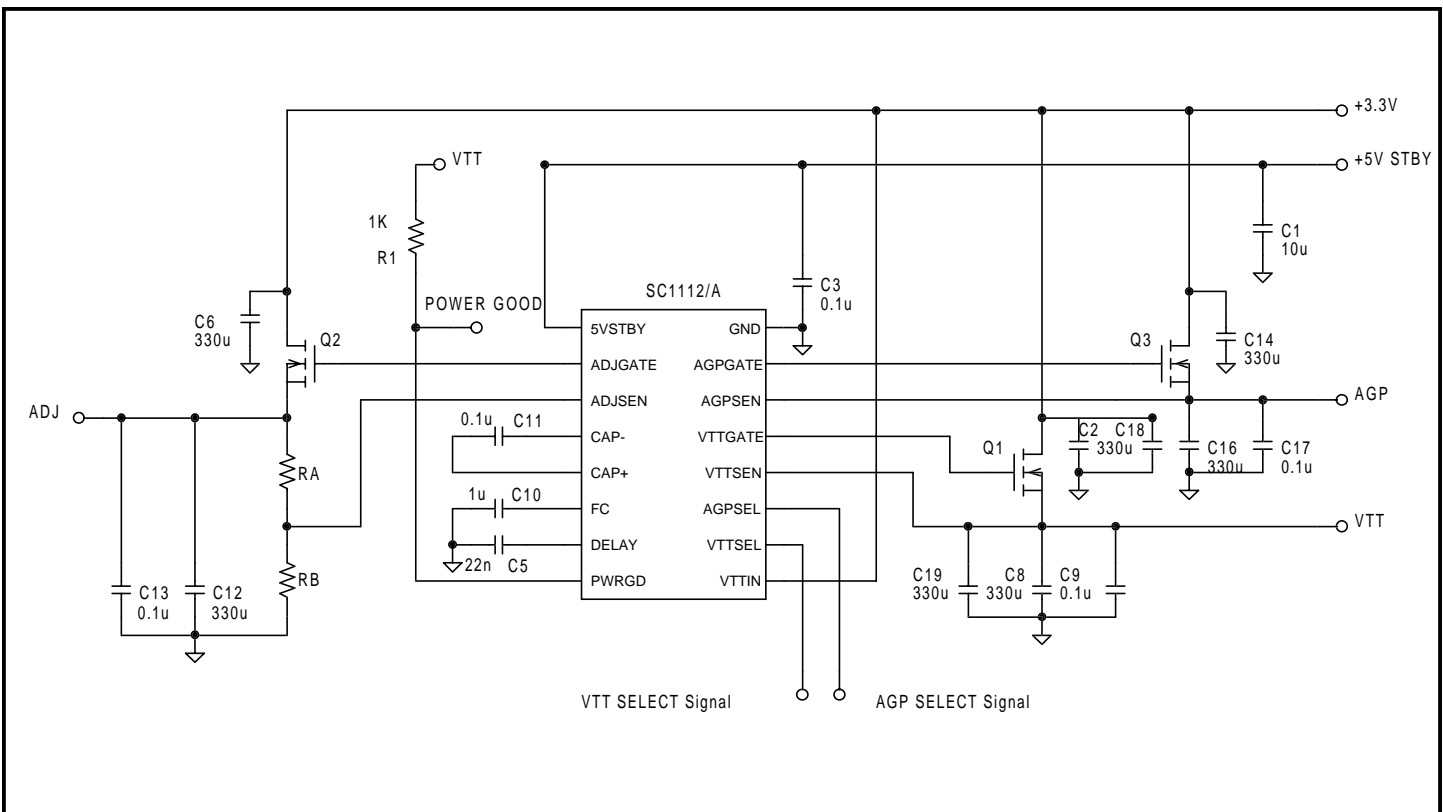 +3.3V
VTT
+5V STBY
1K
R1
C1
10u
C3
0.1u
SC1112/A
POWER GOOD
C6
330u
Q2
5VSTBY
GND
Q3
C14
330u
ADJGATE
AGPGATE
ADJ
ADJSEN
AGPSEN
AGP
0.1u
C11
CAP-
VTTGATE
Q1
C2
C18
330u
C16
330u
C17
0.1u
RA
CAP+
VTTSEN
1u
C10
FC
AGPSEL
VTT
DELAY
VTTSEL
22n
C5
PWRGD
VTTIN
RB
C13
0.1u
C12
330u
C19
330u
C8
330u
C9
0.1u
VTT SELECT Signal
AGP SELECT Signal